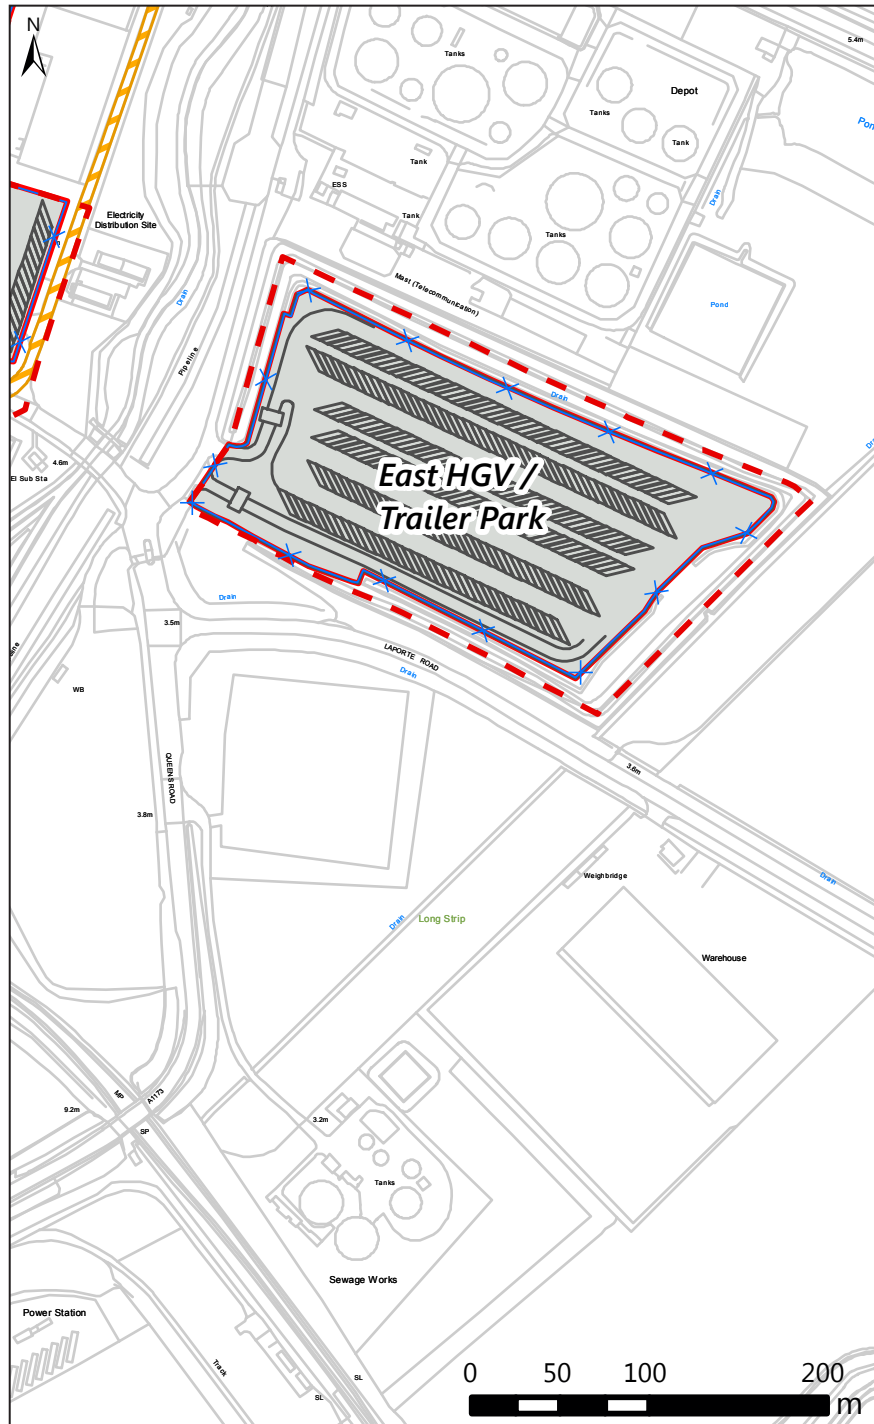 N
5.4m
Tanks
Depot
Tanks
Tank
Tank
ESS
Drain
Tank
Electricity
Distribution Site
Tanks
Mast (Telecommunication)
Drain
Pond
Pipeline
Drain
4.6m
El Sub Sta
East HGV /
Trailer Park
Drain
3.5m
LAPORTE ROAD
Drain
WB
QUEENS ROAD
3.6m
3.8m
Weighbridge
Drain
Drain
Long Strip
Warehouse
MP
A1173
9.2m
SP
3.2m
Tanks
Sewage Works
Power Station
Track
SL
SL
0 50 100 200
m